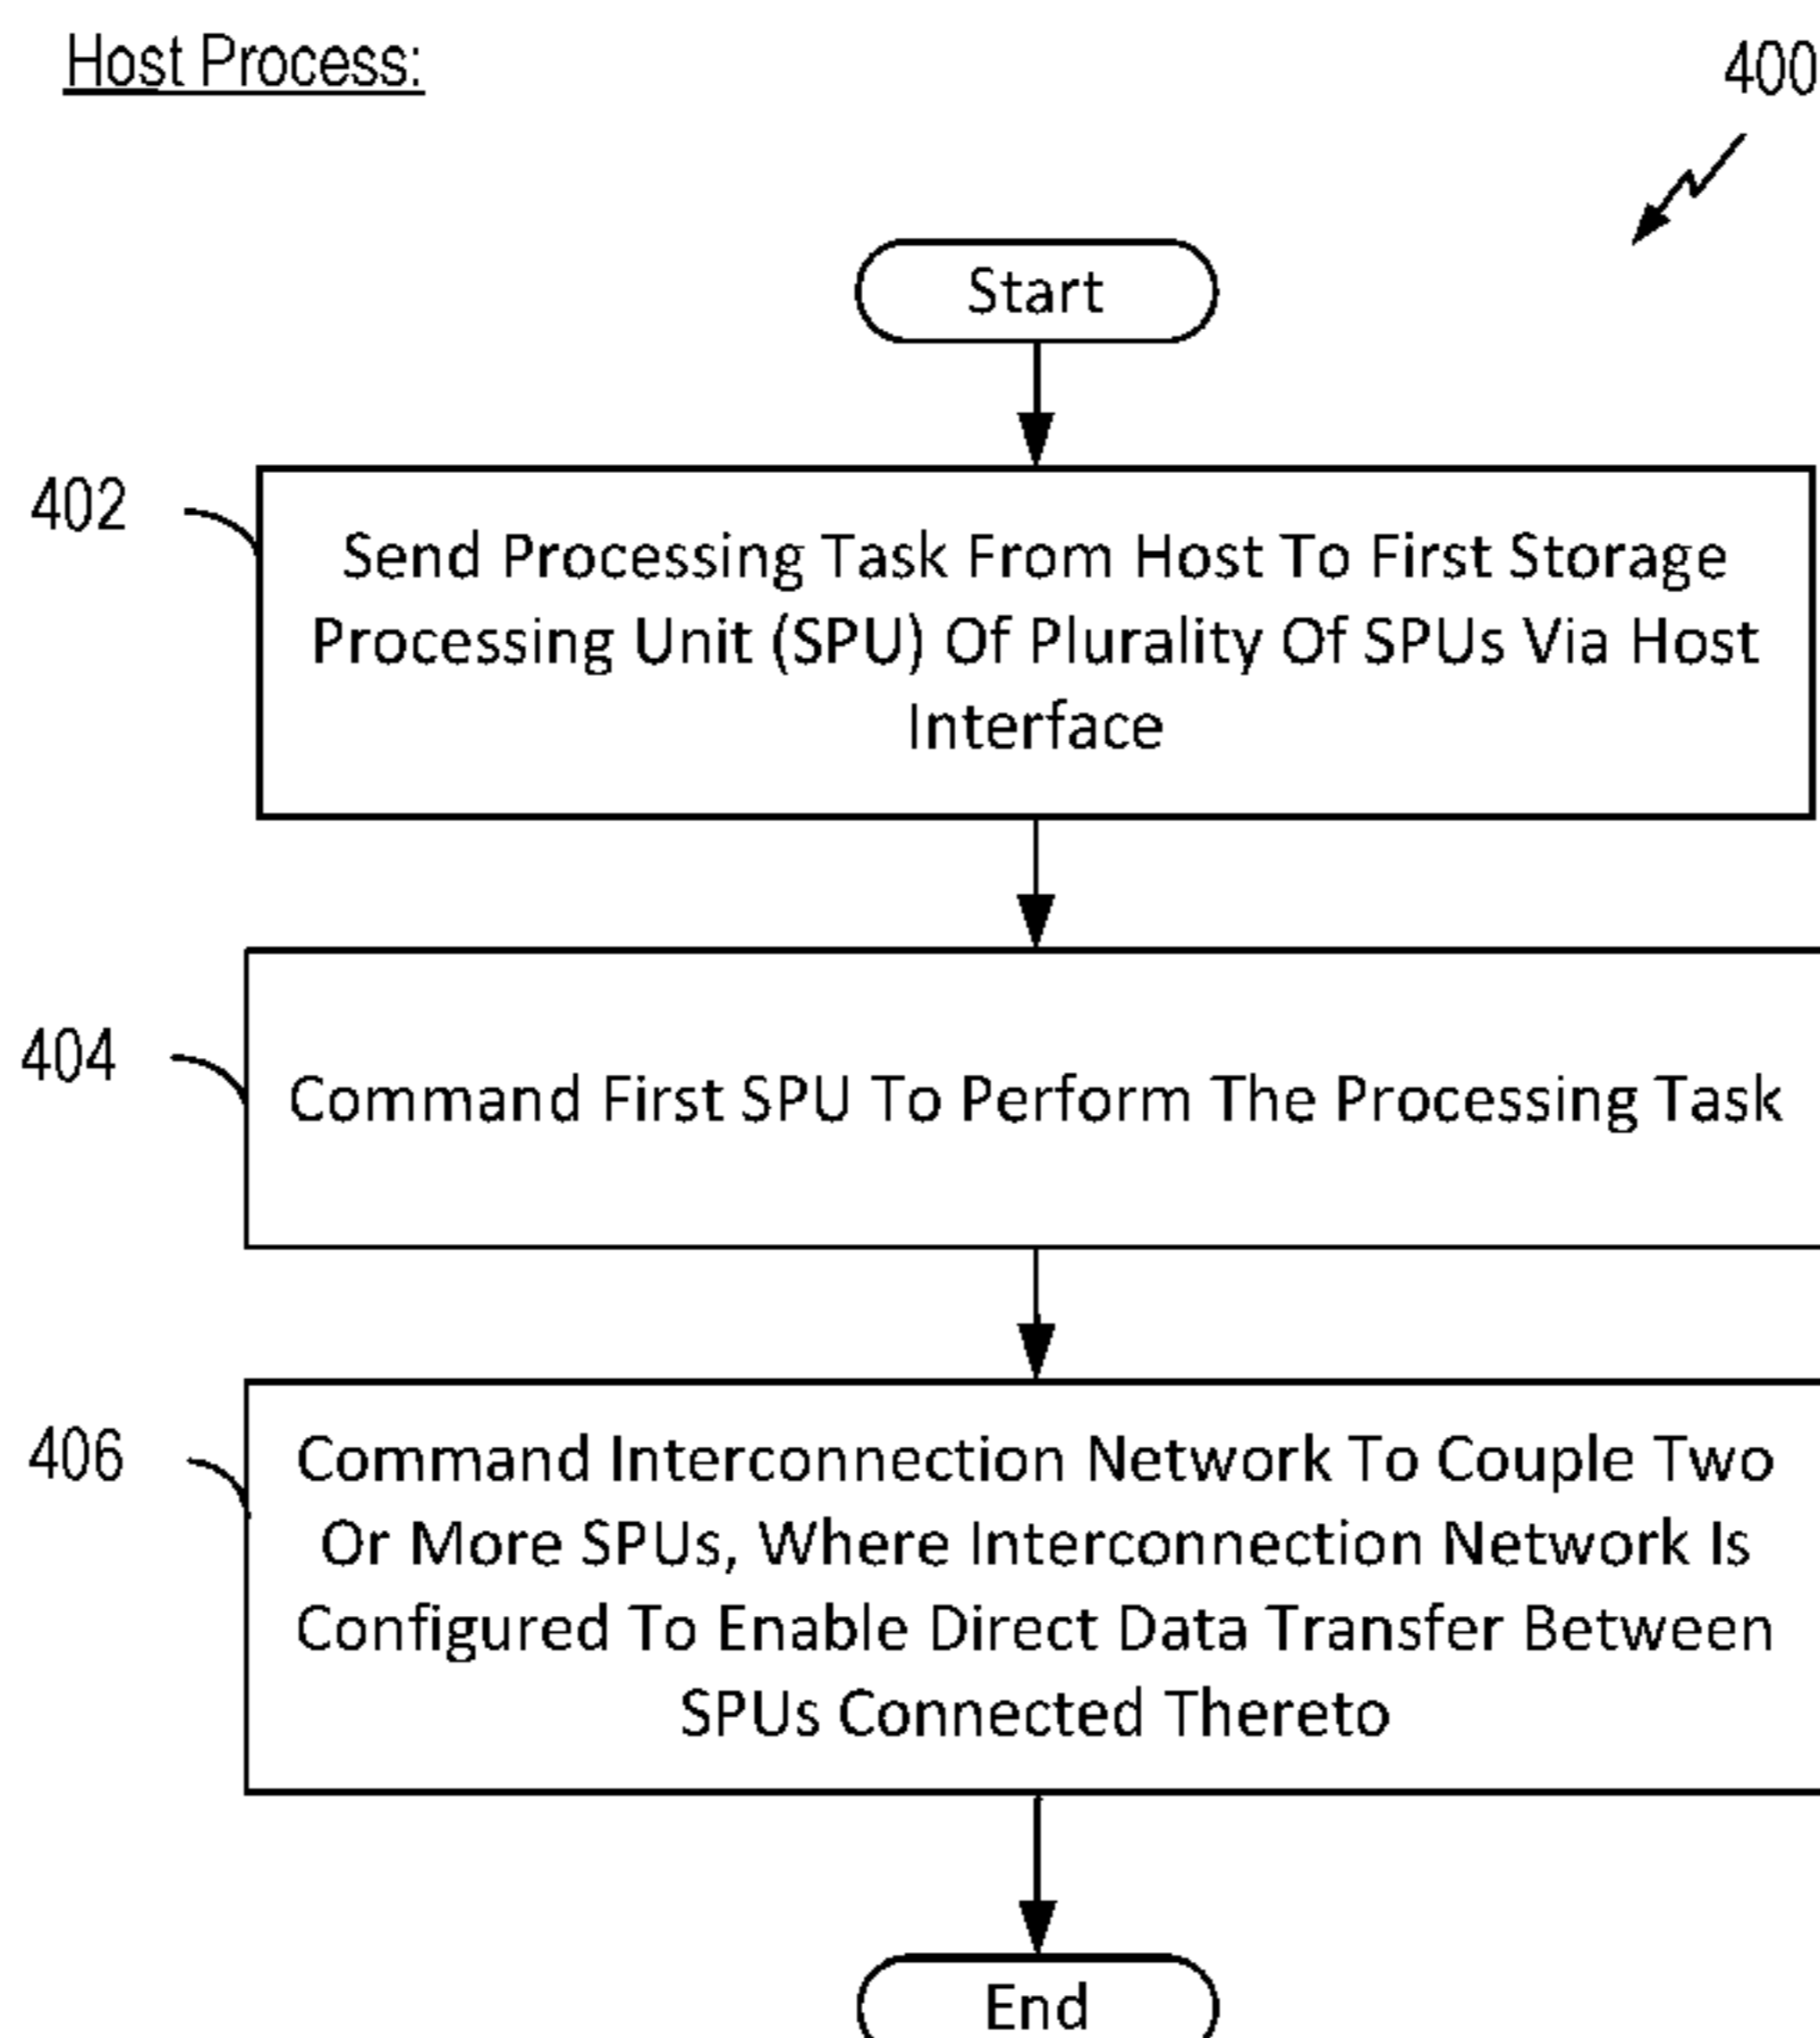 Host Process:
400
Start
402
Send Processing Task From Host To First Storage
Processing Unit (SPU) Of Plurality Of SPUs Via Host
Interface
404
Command First SPU To Perform The Processing Task
406
Command Interconnection Network To Couple Two
Or More SPUs, Where Interconnection Network Is
Configured To Enable Direct Data Transfer Between
SPUs Connected Thereto
End